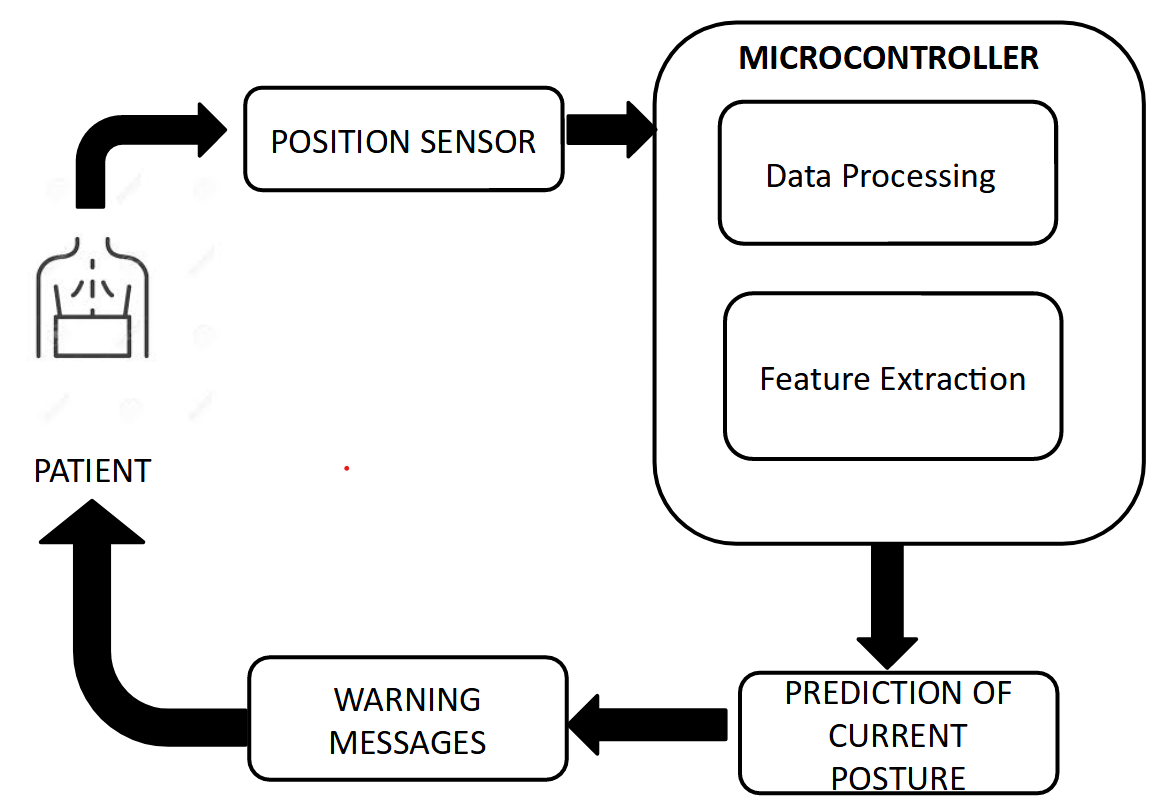 MICROCONTROLLER
POSITION SENSOR
Data Processing
Feature Extraction
PATIENT
WARNING
MESSAGES
PREDICTION OF
CURRENT
POSTURE